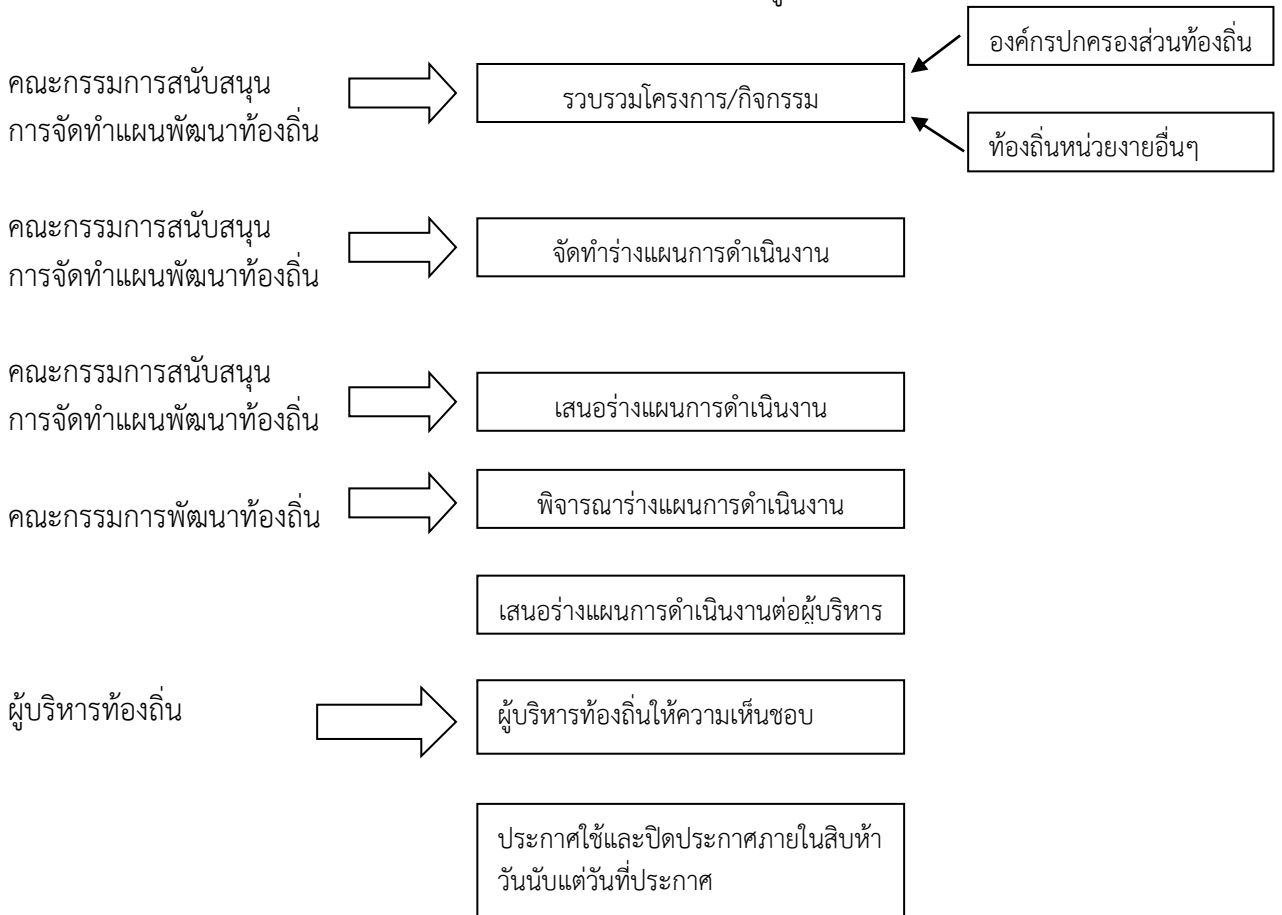 องค์กรปกครองส่วนท้องถิ่น
คณะกรรมการสนับสนุน
การจัดทำแผนพัฒนาท้องถิ่น
รวบรวมโครงการ/กิจกรรม
ท้องถิ่นหน่วยงายอื่นๆ
คณะกรรมการสนับสนุน
การจัดทำแผนพัฒนาท้องถิ่น
จัดทำร่างแผนการดำเนินงาน
คณะกรรมการสนับสนุน
การจัดทำแผนพัฒนาท้องถิ่น
เสนอร่างแผนการดำเนินงาน
คณะกรรมการพัฒนาท้องถิ่น
พิจารณาร่างแผนการดำเนินงาน
เสนอร่างแผนการดำเนินงานต่อผู้บริหาร
ผู้บริหารท้องถิ่น
ผู้บริหารท้องถิ่นให้ความเห็นชอบ
ประกาศใช้และปิดประกาศภายในสิบห้า
วันนับแต่วันที่ประกาศ